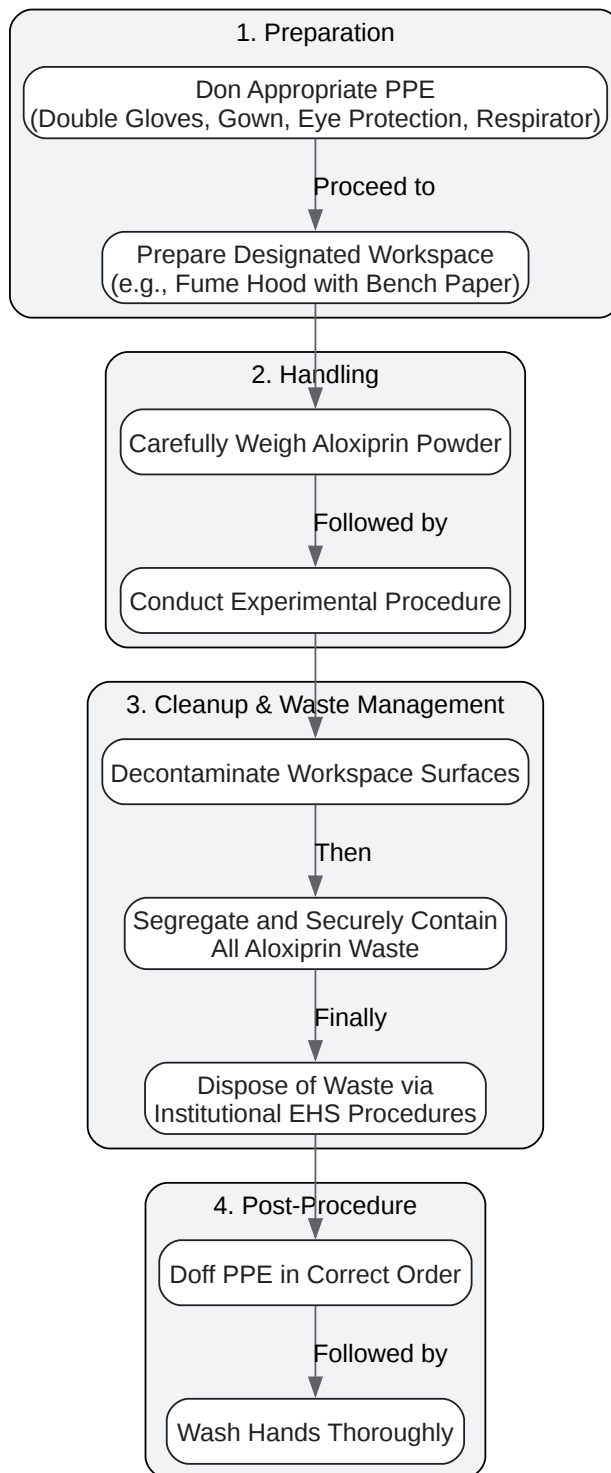 1. Preparation
Don Appropriate PPE
(Double Gloves, Gown, Eye Protection, Respirator)
Proceed to
Prepare Designated Workspace
(e.g., Fume Hood with Bench Paper)
2. Handling
Carefully Weigh Aloxiprin Powder
Followed by
Conduct Experimental Procedure
3. Cleanup & Waste Management
Decontaminate Workspace Surfaces
Then
Segregate and Securely Contain
All Aloxiprin Waste
Finally
Dispose of Waste via
Institutional EHS Procedures
4. Post-Procedure
Doff PPE in Correct Order
Followed by
Wash Hands Thoroughly